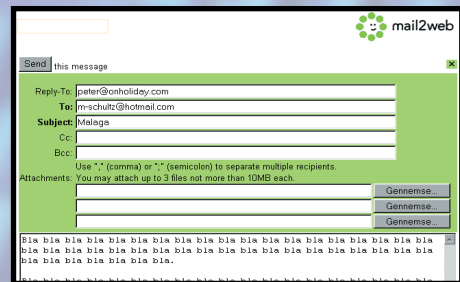 mail2web
Send this message
Reply-To: peter@onholiday.com
To: m-schultz@hotmail.com
Subject: Malaga
Cc:
Bcc:
Use "," (comma) or ";" (semicolon) to separate multiple recipients.
Attachments: You may attach up to 3 files not more than 10MB each.
Gennemse...
Gennemse...
Gennemse...
Bla bla bla bla bla bla bla bla bla bla bla bla bla bla bla bla bla bla bla
bla bla bla bla bla bla bla bla bla bla bla bla bla bla bla bla bla bla bla
bla bla bla bla bla bla bla.